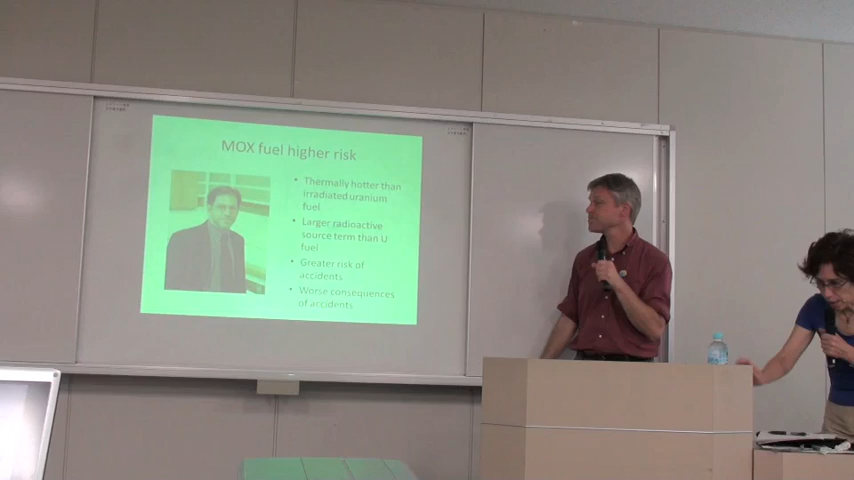 MOX fuel higher risk
• Thermally hotter than
irradiated uranium
fuel
• Larger radioactive
source term than U
fuel
• Greater risk of
accidents
• Worse consequences
of accidents